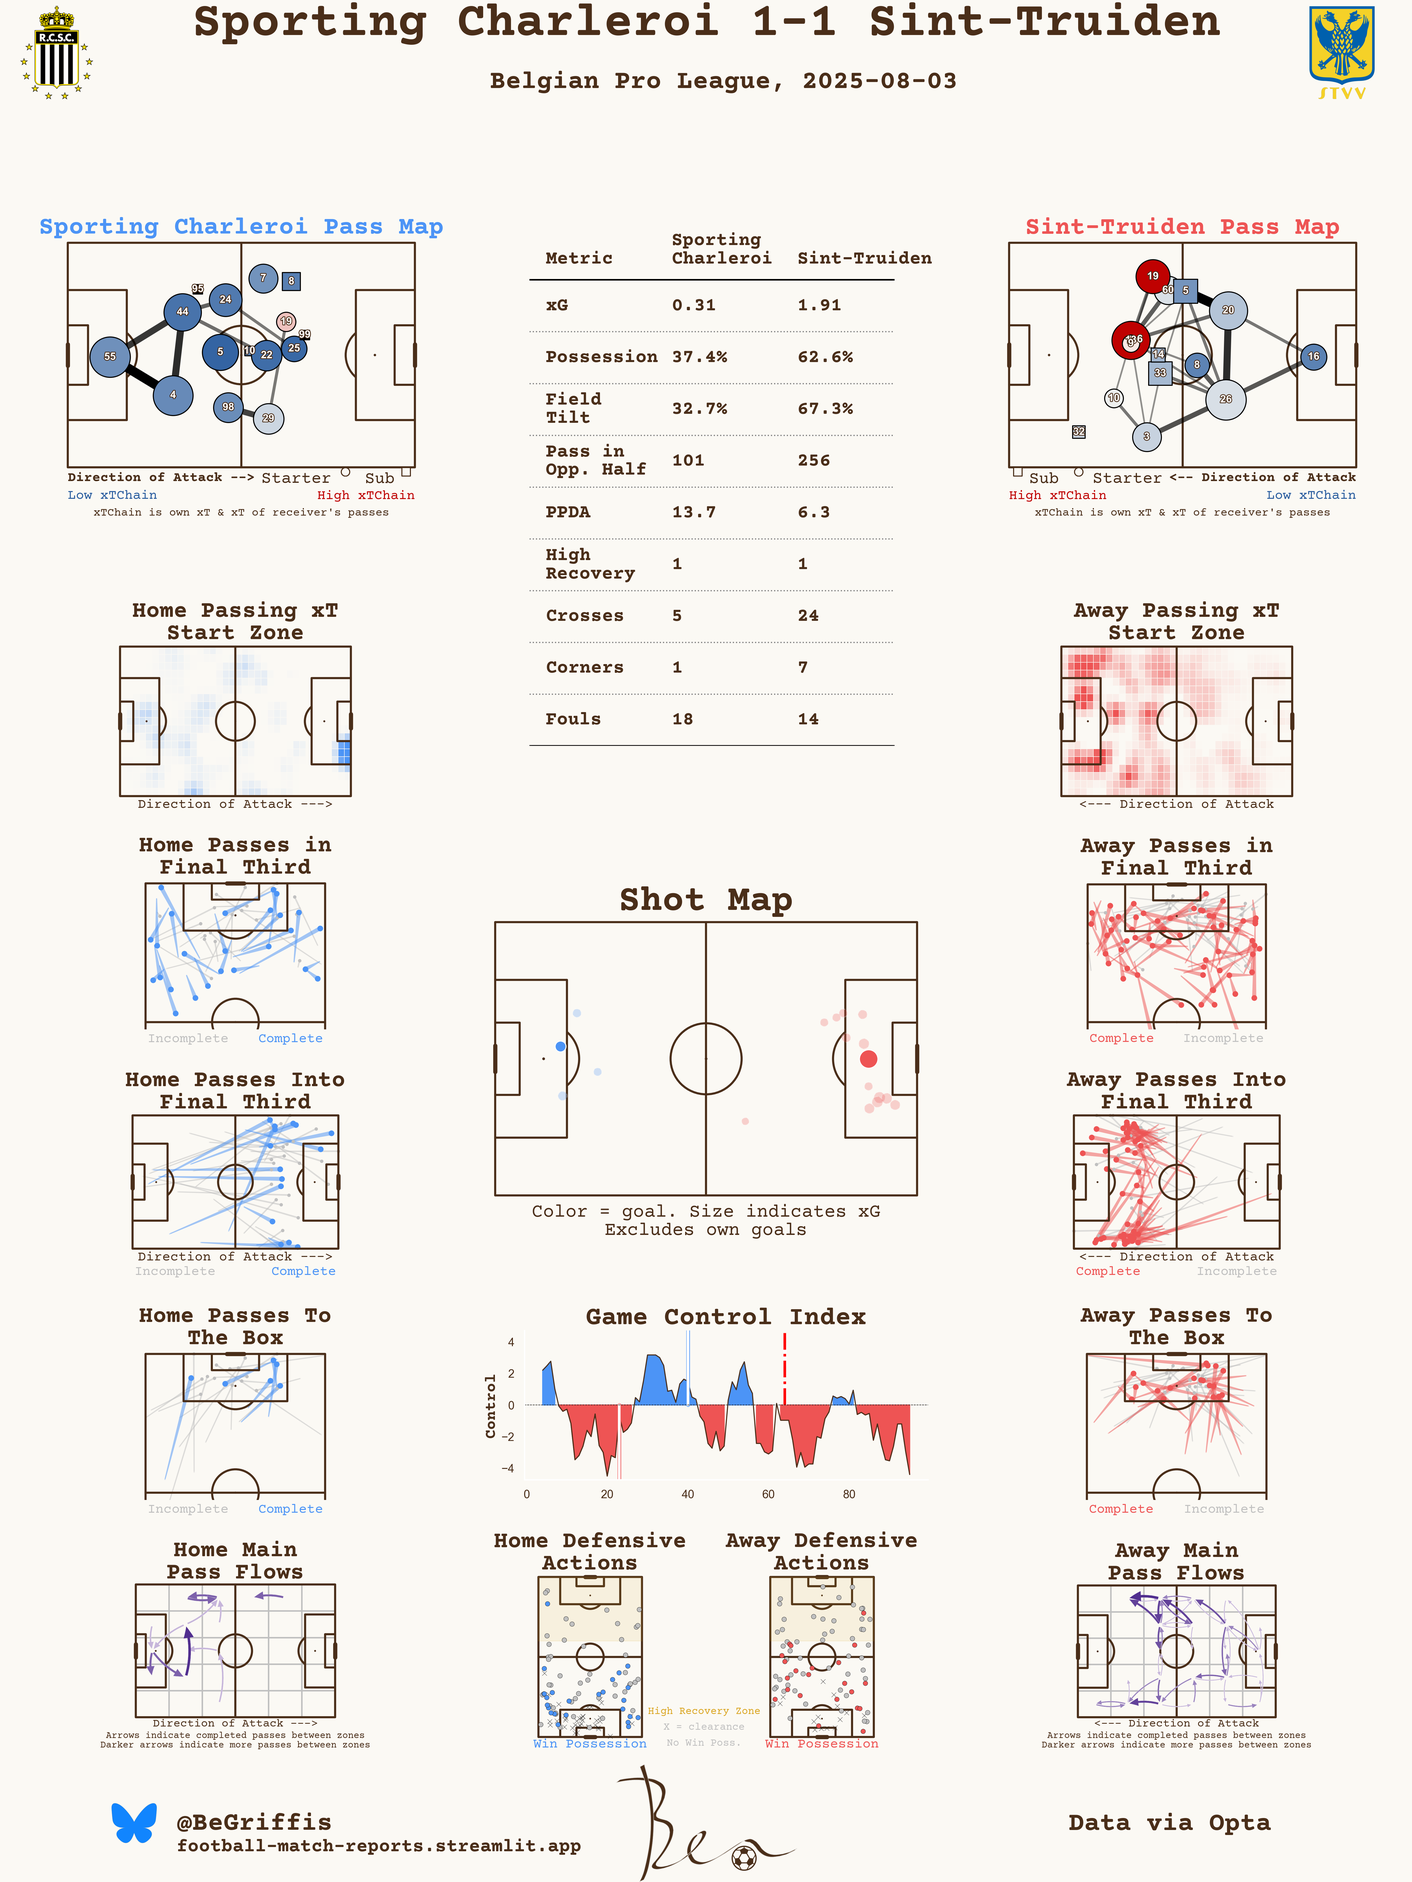 Sporting Charleroi 1-1 Sint-Truiden
Belgian Pro League, 2025-08-03
R.C.S.C.
STVV
Sporting Charleroi Pass Map
95
7
8
24
44
19
99
55
5
10
22
25
4
98
29
Direction of Attack --> Starter Sub
Low xTChain High xTChain
xTChain is own xT & xT of receiver's passes
Metric Sporting Charleroi Sint-Truiden
xG 0.31 1.91
Possession 37.4% 62.6%
Field Tilt 32.7% 67.3%
Pass in Opp. Half 101 256
PPDA 13.7 6.3
High Recovery 1 1
Crosses 5 24
Corners 1 7
Fouls 18 14
Sint-Truiden Pass Map
19
60
5
20
9
14
33
8
16
10
26
3
32
Sub Starter <-- Direction of Attack
High xTChain Low xTChain
xTChain is own xT & xT of receiver's passes
Home Passing xT
Start Zone
Direction of Attack --->
Away Passing xT
Start Zone
<--- Direction of Attack
Home Passes in
Final Third
Incomplete Complete
Away Passes in
Final Third
Complete Incomplete
Shot Map
Color = goal. Size indicates xG
Excludes own goals
Home Passes Into
Final Third
Direction of Attack --->
Incomplete Complete
Away Passes Into
Final Third
<--- Direction of Attack
Complete Incomplete
Home Passes To
The Box
Incomplete Complete
Game Control Index
Control
4
2
0
−2
−4
0 20 40 60 80
Away Passes To
The Box
Complete Incomplete
Home Main
Pass Flows
Direction of Attack --->
Arrows indicate completed passes between zones
Darker arrows indicate more passes between zones
Home Defensive
Actions
Win Possession
Away Defensive
Actions
Win Possession
High Recovery Zone
X = clearance
No Win Poss.
Away Main
Pass Flows
<--- Direction of Attack
Arrows indicate completed passes between zones
Darker arrows indicate more passes between zones
@BeGriffis
football-match-reports.streamlit.app
Ben
Data via Opta